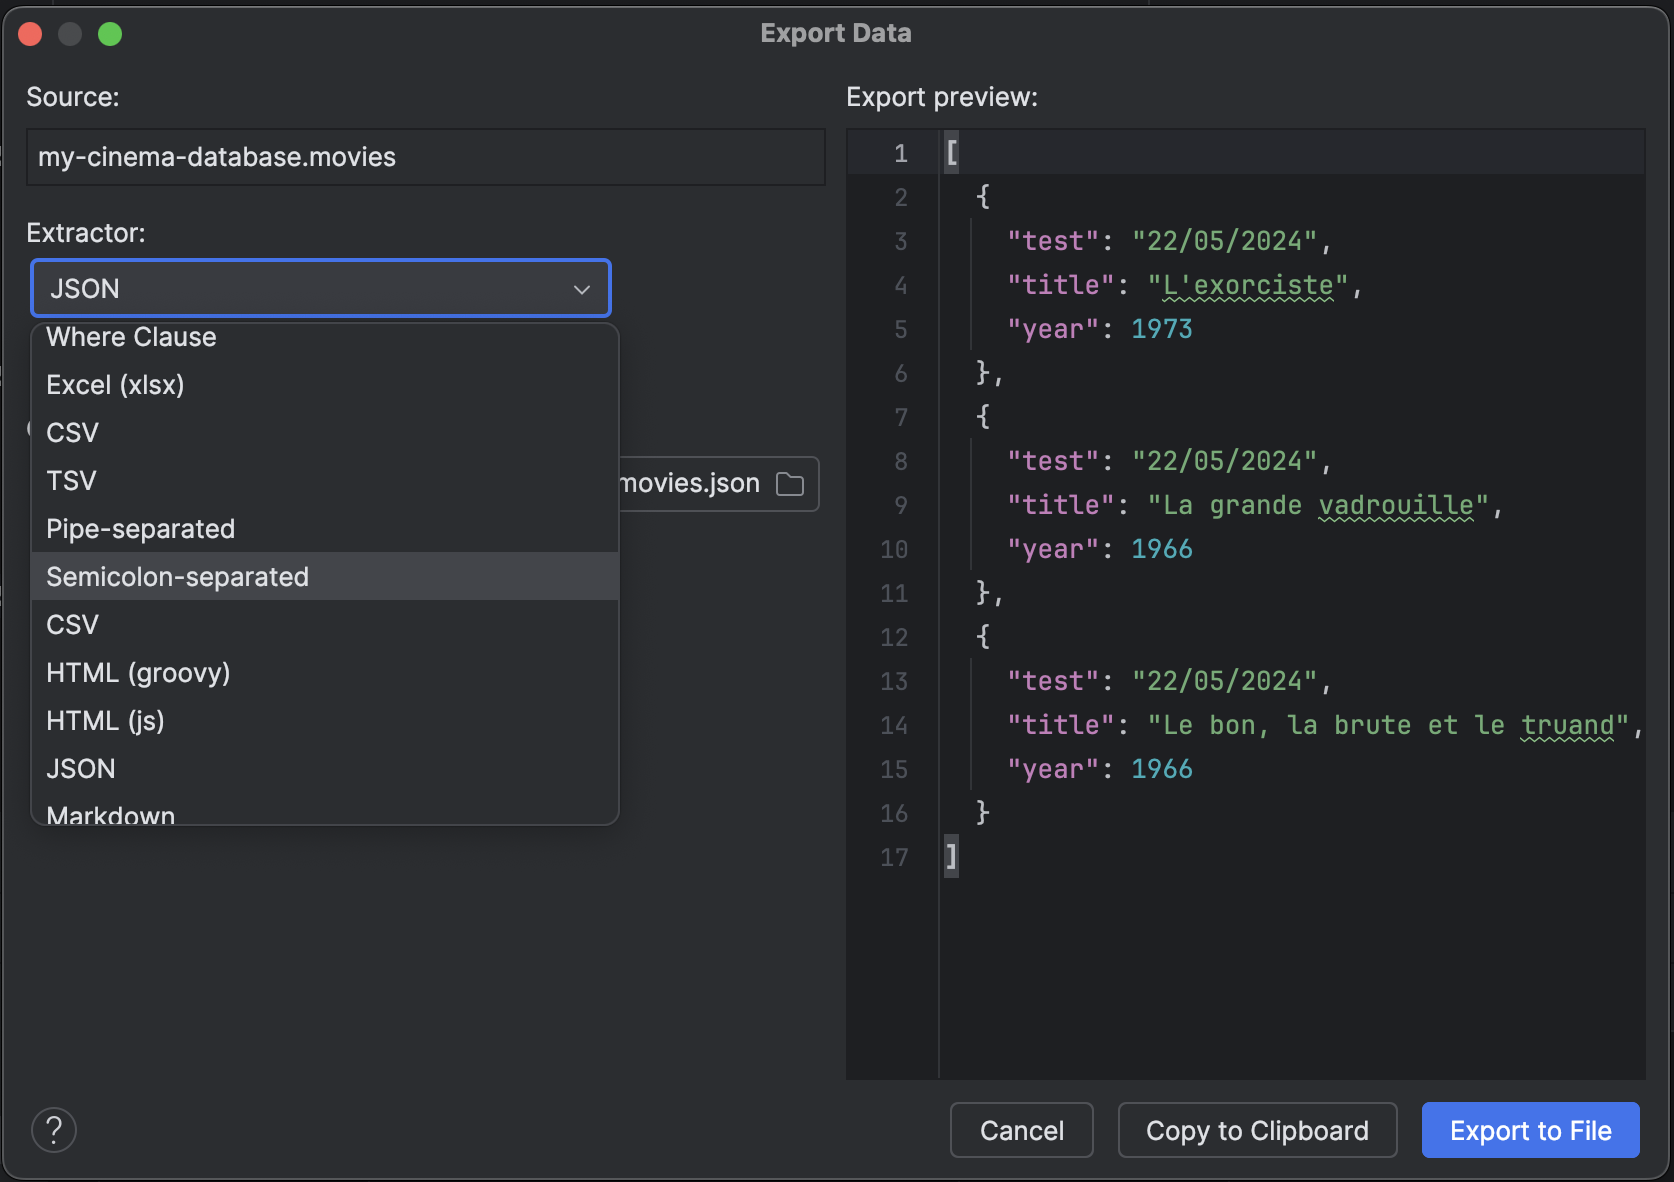 Export Data
Source:
my-cinema-database.movies
Extractor:
JSON
Where Clause
Excel (xlsx)
CSV
TSV
Pipe-separated
Semicolon-separated
CSV
HTML (groovy)
HTML (js)
JSON
Markdown
movies.json
Export preview:
1 [
2 {
3 "test": "22/05/2024",
4 "title": "L'exorciste",
5 "year": 1973
6 },
7 {
8 "test": "22/05/2024",
9 "title": "La grande vadrouille",
10 "year": 1966
11 },
12 {
13 "test": "22/05/2024",
14 "title": "Le bon, la brute et le truand",
15 "year": 1966
16 }
17 ]
?
Cancel
Copy to Clipboard
Export to File